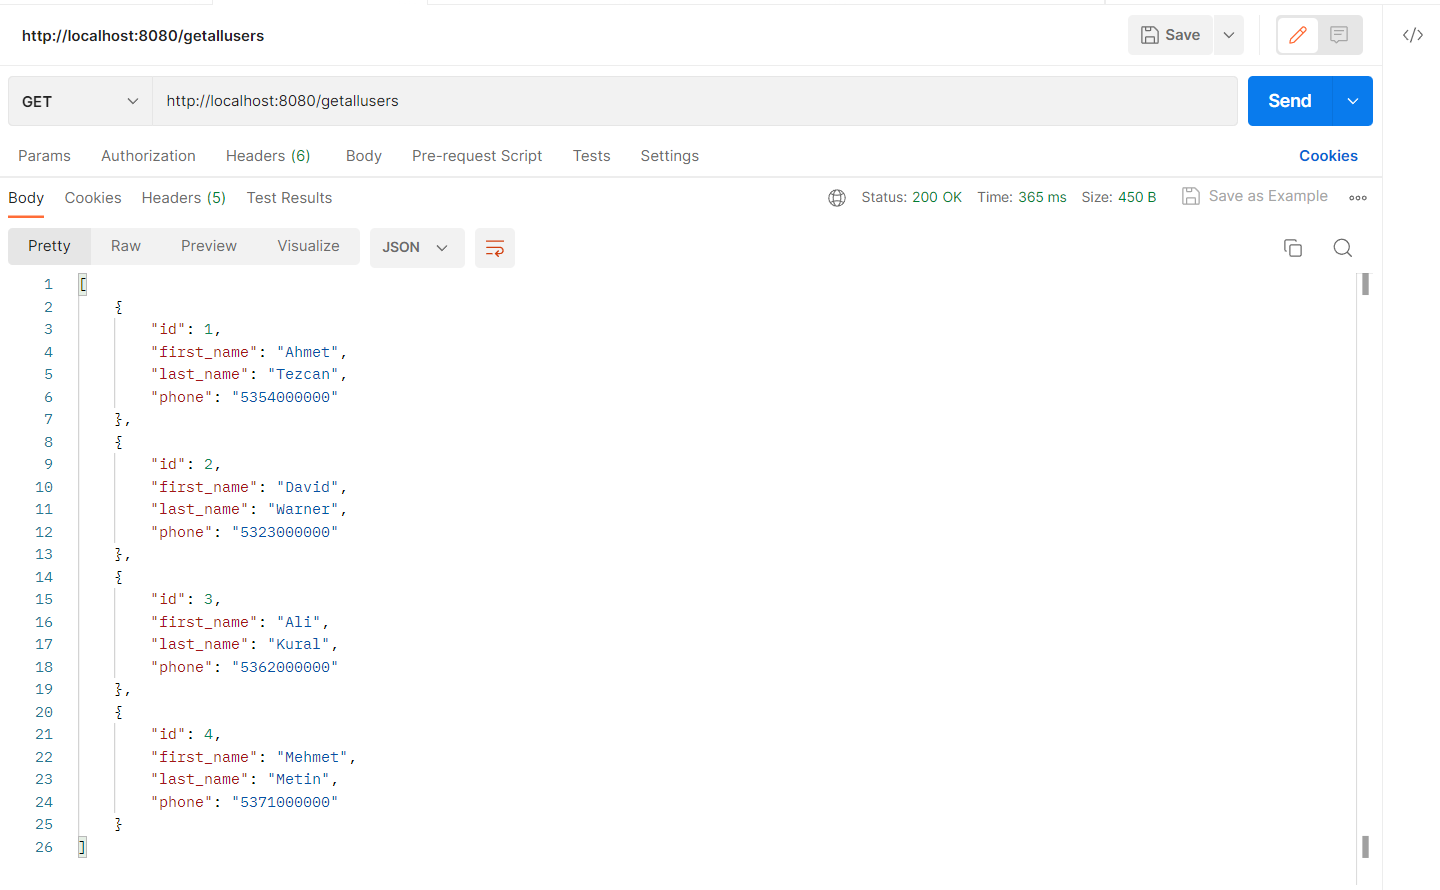 http://localhost:8080/getallusers
Save
GET http://localhost:8080/getallusers Send
Params Authorization Headers (6) Body Pre-request Script Tests Settings Cookies
Body Cookies Headers (5) Test Results Status: 200 OK Time: 365 ms Size: 450 B Save as Example
Pretty Raw Preview Visualize JSON
1 [
2 {
3 "id": 1,
4 "first_name": "Ahmet",
5 "last_name": "Tezcan",
6 "phone": "5354000000"
7 },
8 {
9 "id": 2,
10 "first_name": "David",
11 "last_name": "Warner",
12 "phone": "5323000000"
13 },
14 {
15 "id": 3,
16 "first_name": "Ali",
17 "last_name": "Kural",
18 "phone": "5362000000"
19 },
20 {
21 "id": 4,
22 "first_name": "Mehmet",
23 "last_name": "Metin",
24 "phone": "5371000000"
25 }
26 ]